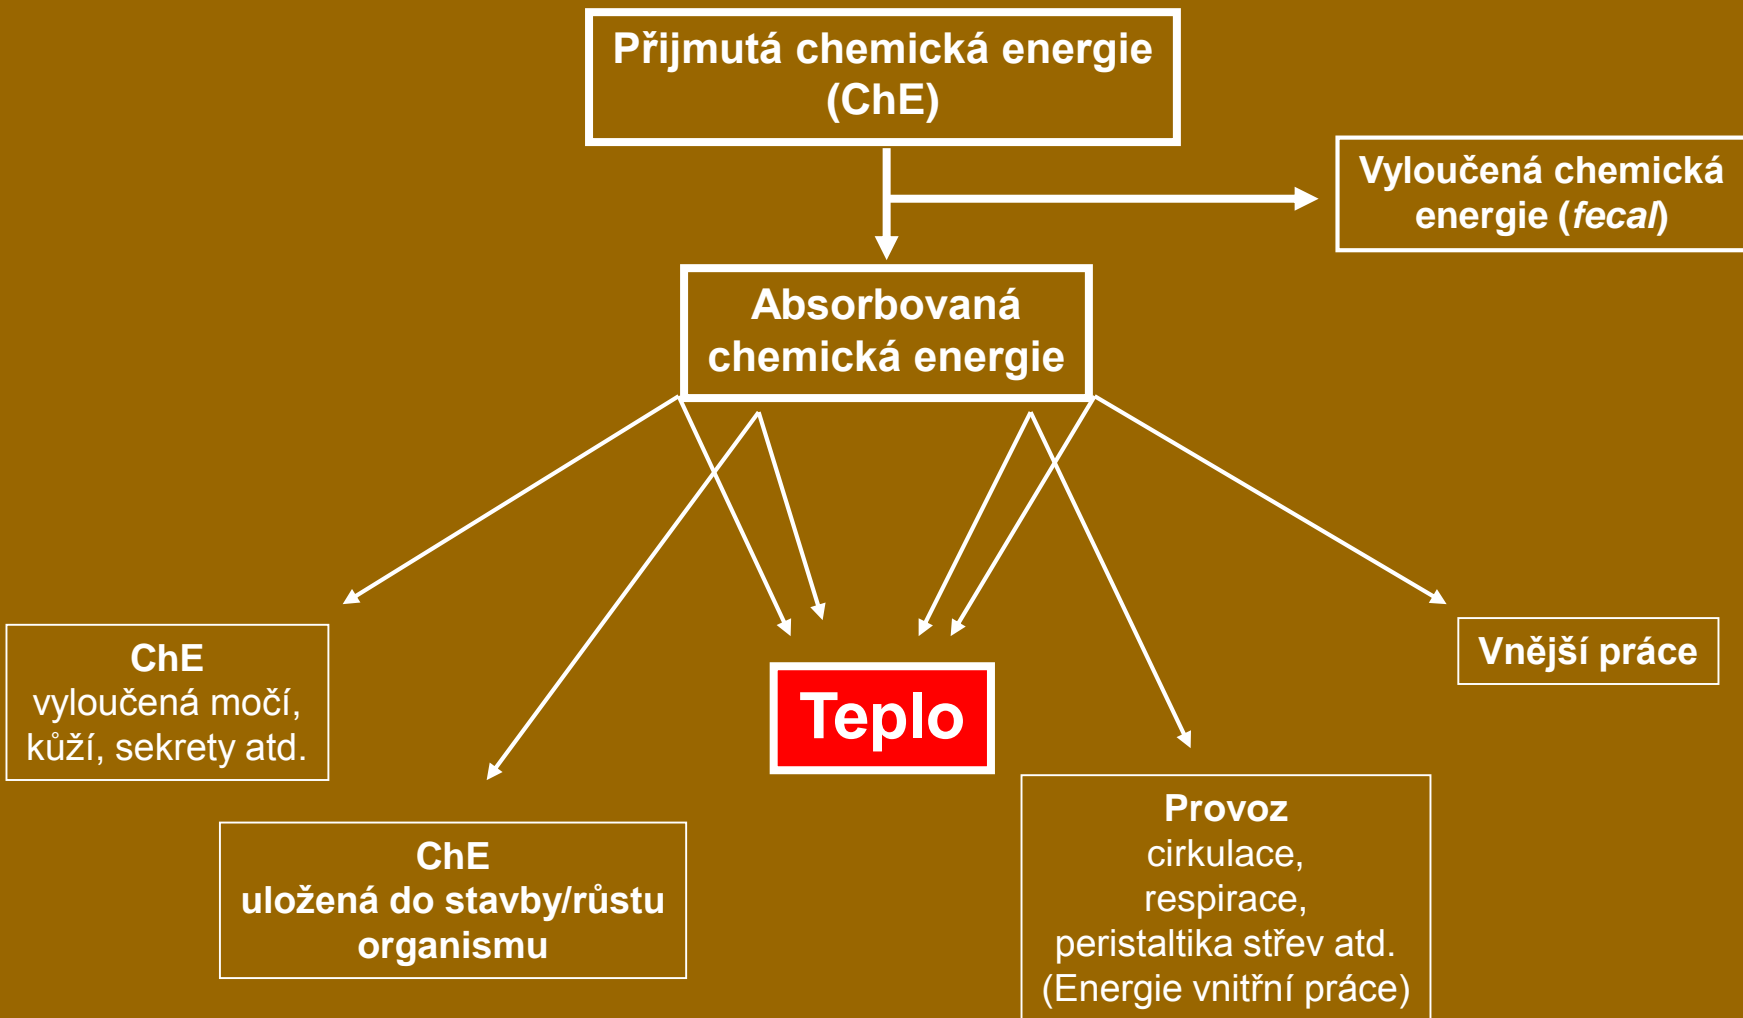 Přijmutá chemická energie
(ChE)
Vyloučená chemická
energie (fecal)
Absorbovaná
chemická energie
ChE
vyloučená močí,
kůží, sekrety atd.
Vnější práce
Teplo
ChE
uložená do stavby/růstu
organismu
Provoz
cirkulace,
respirace,
peristaltika střev atd.
(Energie vnitřní práce)